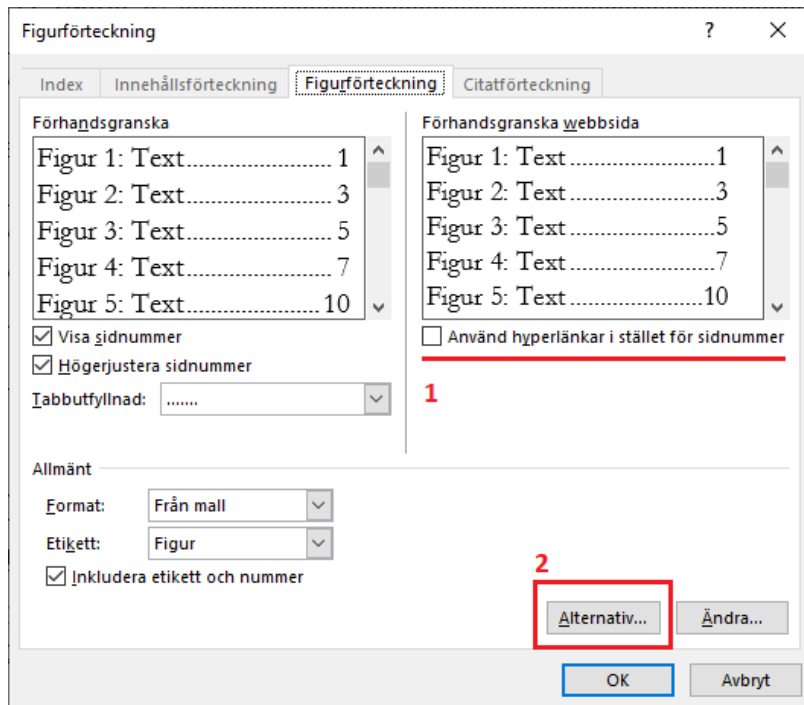 Figurförteckning
?
Index
Innehållsförteckning
Figurförteckning
Citatförteckning
Förhandsgranska
Figur 1: Text............................ 1
Figur 2: Text............................ 3
Figur 3: Text............................ 5
Figur 4: Text............................ 7
Figur 5: Text.......................... 10
Visa sidnummer
Högerjustera sidnummer
Tabbutfyllnad: .......
Förhandsgranska webbsida
Figur 1: Text............................1
Figur 2: Text............................3
Figur 3: Text............................5
Figur 4: Text............................7
Figur 5: Text..........................10
Använd hyperlänkar i stället för sidnummer
1
Allmänt
Format: Från mall
Etikett: Figur
Inkludera etikett och nummer
2
Alternativ...
Ändra...
OK
Avbryt